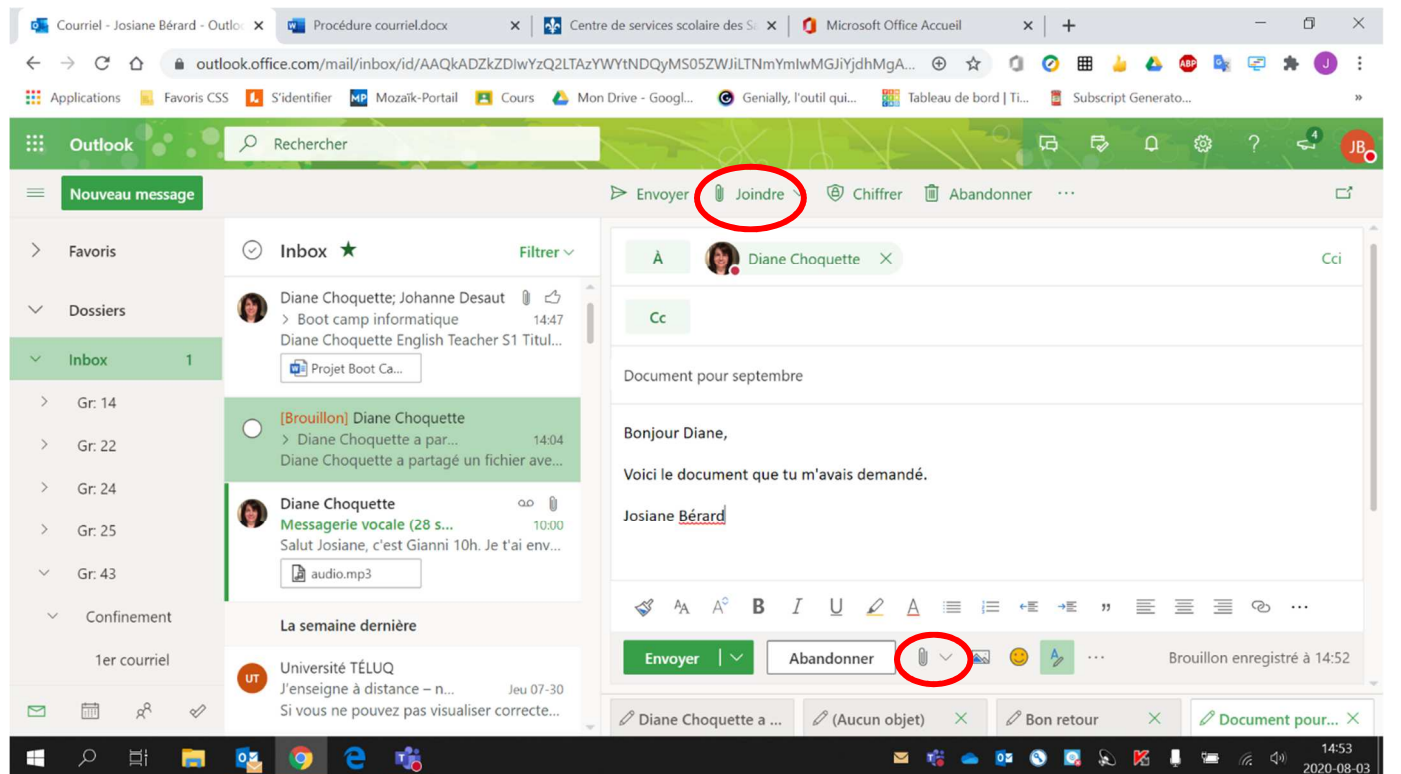 Courriel - Josiane Bérard - Outlo
Procédure courriel.docx
Centre de services scolaire des S
Microsoft Office Accueil
outlook.office.com/mail/inbox/id/AAQkADZkZDIwYzQ2LTAzYWYtNDQyMS05ZWJiLTNmYmIwMGJiYjdhMgA...
ABP
J
Applications
Favoris CSS
S'identifier
MP Mozaïk-Portail
Cours
Mon Drive - Googl...
Genially, l'outil qui...
Tableau de bord | Ti...
Subscript Generato...
»
Outlook
Rechercher
?
4
JB
Nouveau message
Envoyer
Joindre
Chiffrer
Abandonner
...
Favoris
Dossiers
Inbox 1
Gr: 14
Gr: 22
Gr: 24
Gr: 25
Gr: 43
Confinement
1er courriel
Inbox ★
Filtrer
Diane Choquette; Johanne Desaut
> Boot camp informatique 14:47
Diane Choquette English Teacher S1 Titul...
Projet Boot Ca...
[Brouillon] Diane Choquette
> Diane Choquette a par... 14:04
Diane Choquette a partagé un fichier ave...
Diane Choquette
Messagerie vocale (28 s... 10:00
Salut Josiane, c'est Gianni 10h. Je t'ai env...
audio.mp3
La semaine dernière
UT
Université TÉLUQ
J'enseigne à distance – n... Jeu 07-30
Si vous ne pouvez pas visualiser correcte...
À
Diane Choquette
Cci
Cc
Document pour septembre
Bonjour Diane,
Voici le document que tu m'avais demandé.
Josiane Bérard
B I U A
Envoyer
Abandonner
...
Brouillon enregistré à 14:52
Diane Choquette a ...
(Aucun objet)
Bon retour
Document pour...
14:53
2020-08-03